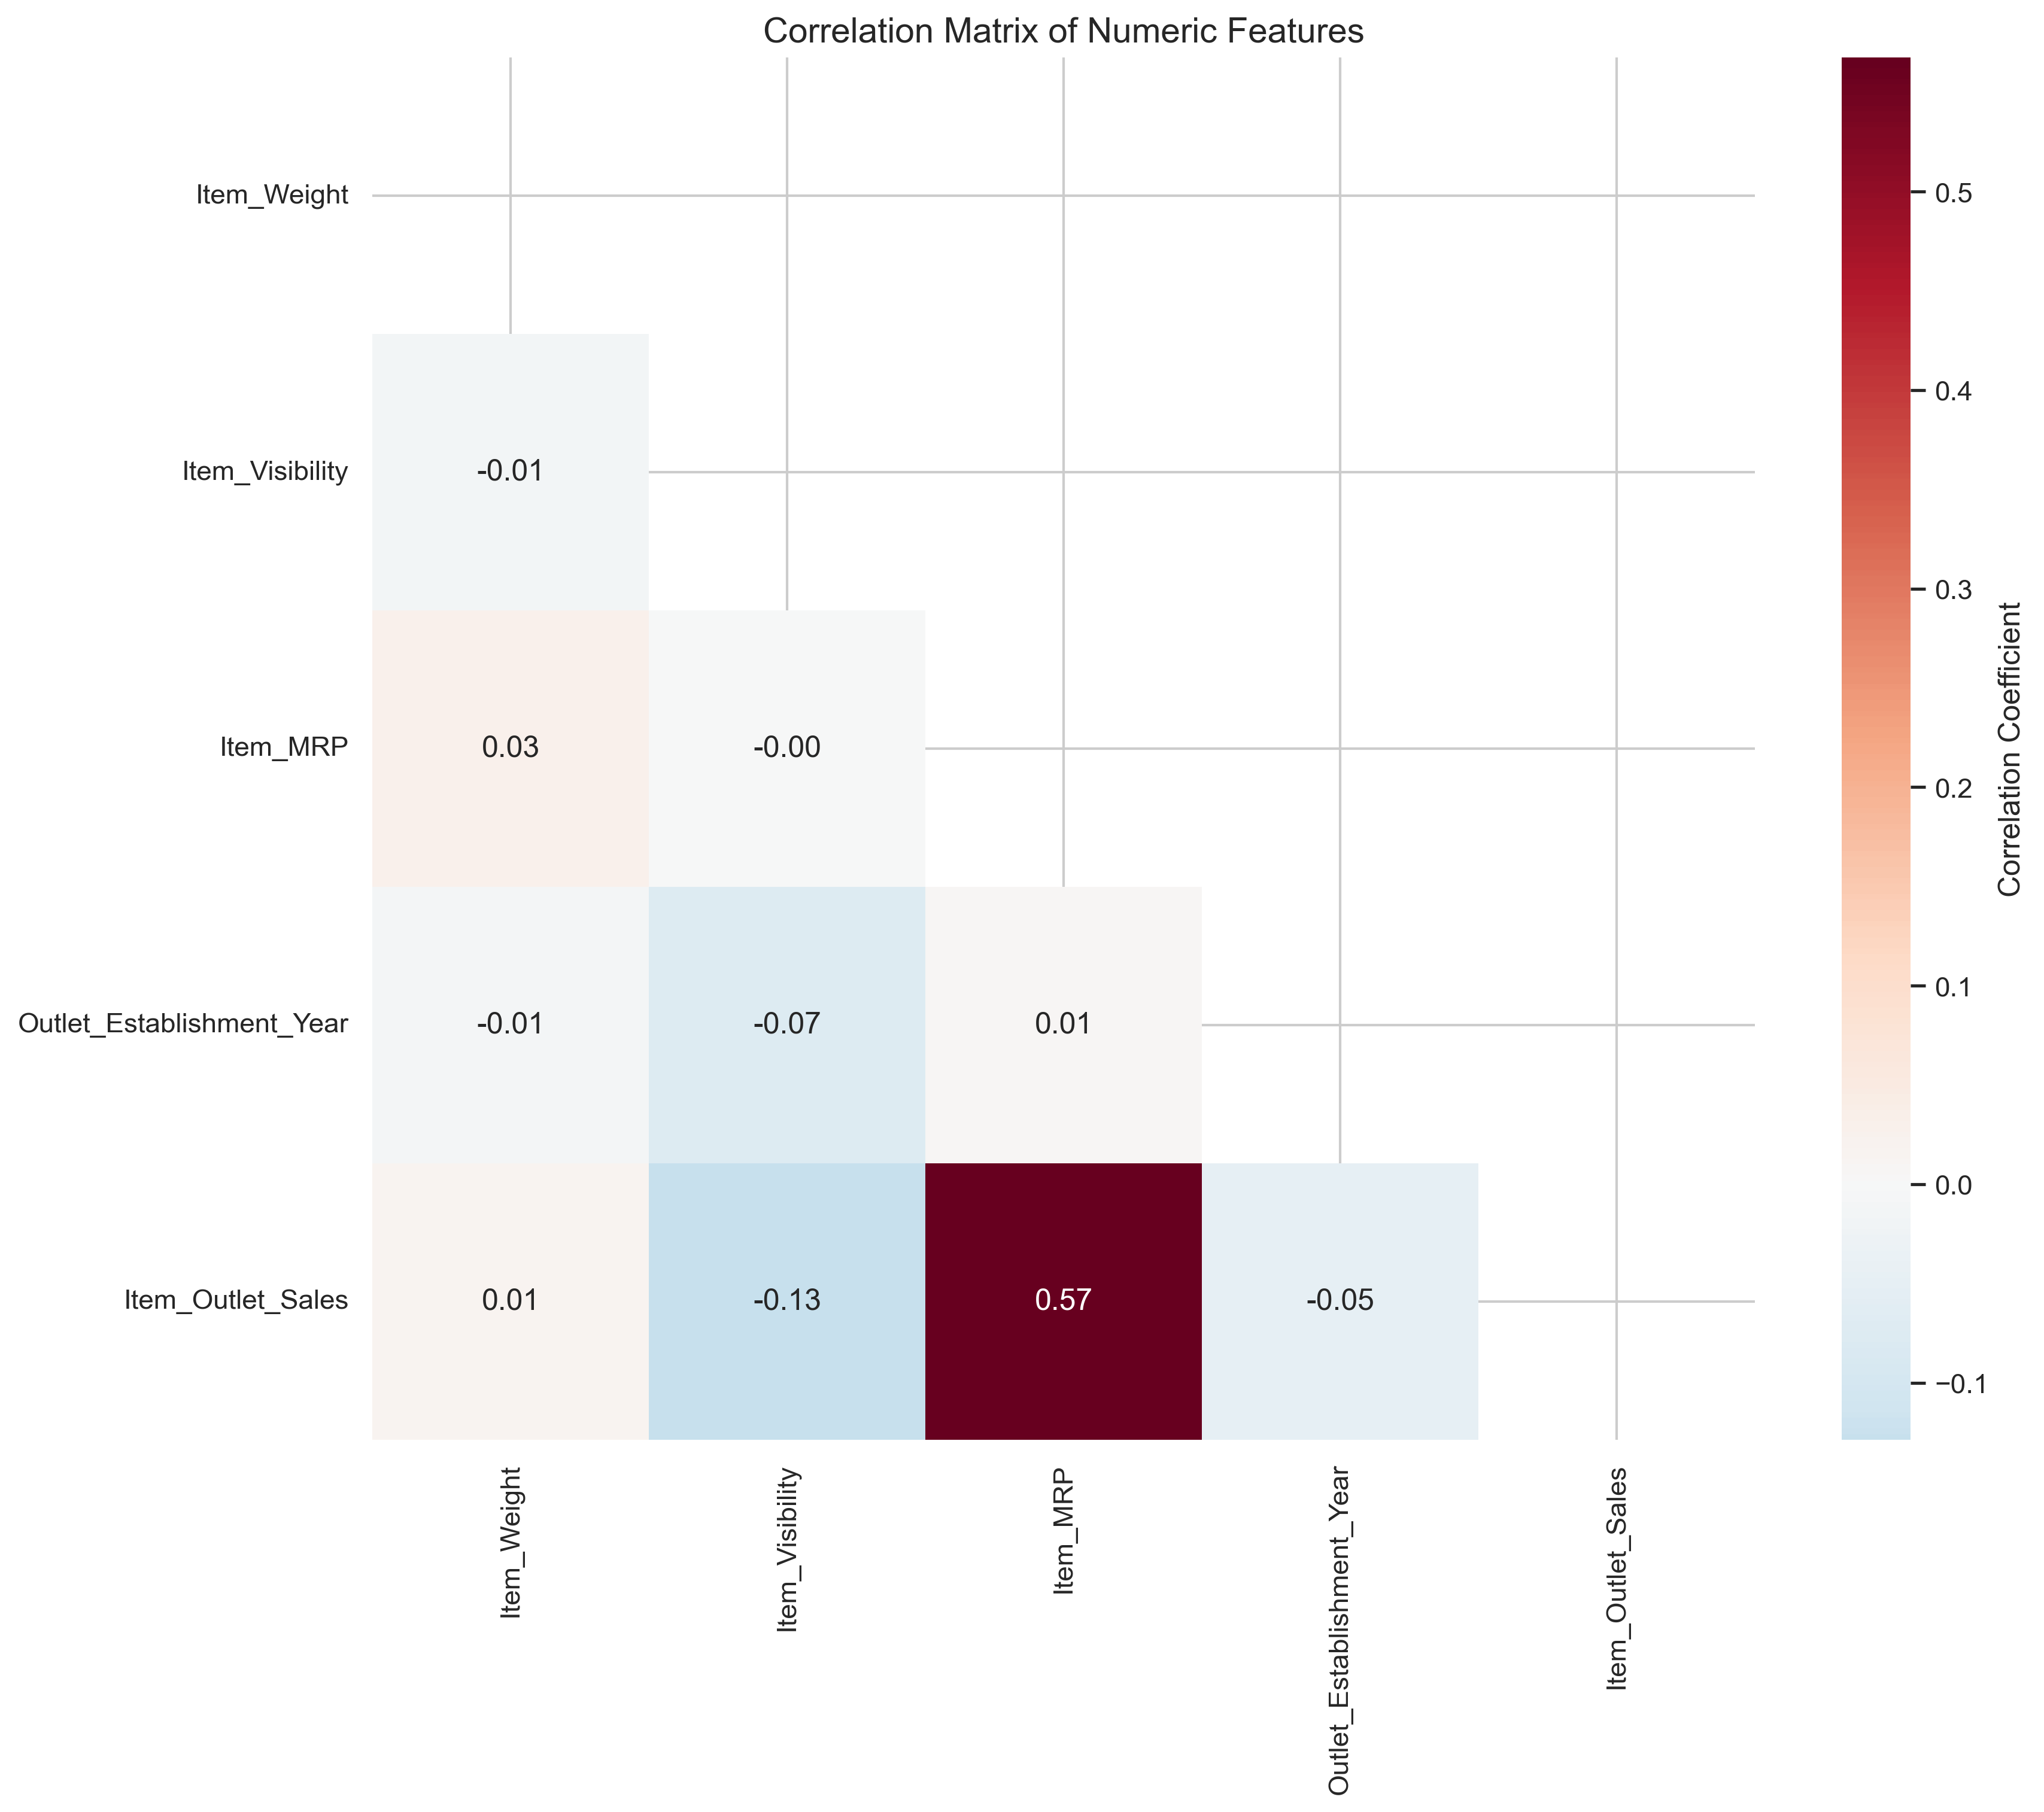 Correlation Matrix of Numeric Features
Item_Weight
Item_Visibility
-0.01
Item_MRP
0.03 -0.00
Outlet_Establishment_Year
-0.01 -0.07 0.01
Item_Outlet_Sales
0.01 -0.13 0.57 -0.05
Item_Weight
Item_Visibility
Item_MRP
Outlet_Establishment_Year
Item_Outlet_Sales
0.5
0.4
0.3
0.2
0.1
0.0
−0.1
Correlation Coefficient